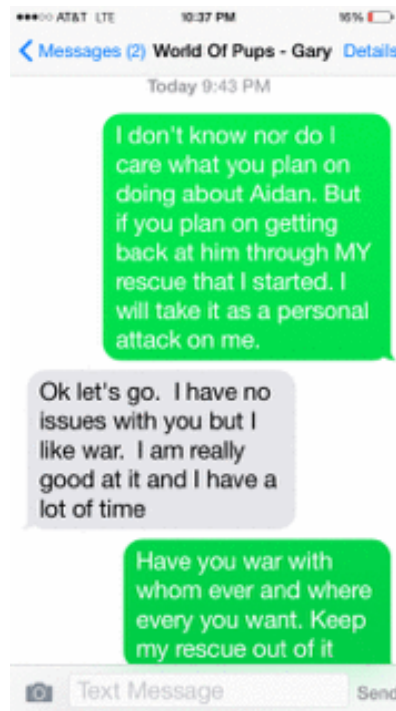 AT&T LTE 10:37 PM 16%
Messages (2) World Of Pups - Gary Details
Today 9:43 PM
I don't know nor do I
care what you plan on
doing about Aidan. But
if you plan on getting
back at him through MY
rescue that I started. I
will take it as a personal
attack on me.
Ok let's go. I have no
issues with you but I
like war. I am really
good at it and I have a
lot of time
Have you war with
whom ever and where
every you want. Keep
my rescue out of it
Text Message Send